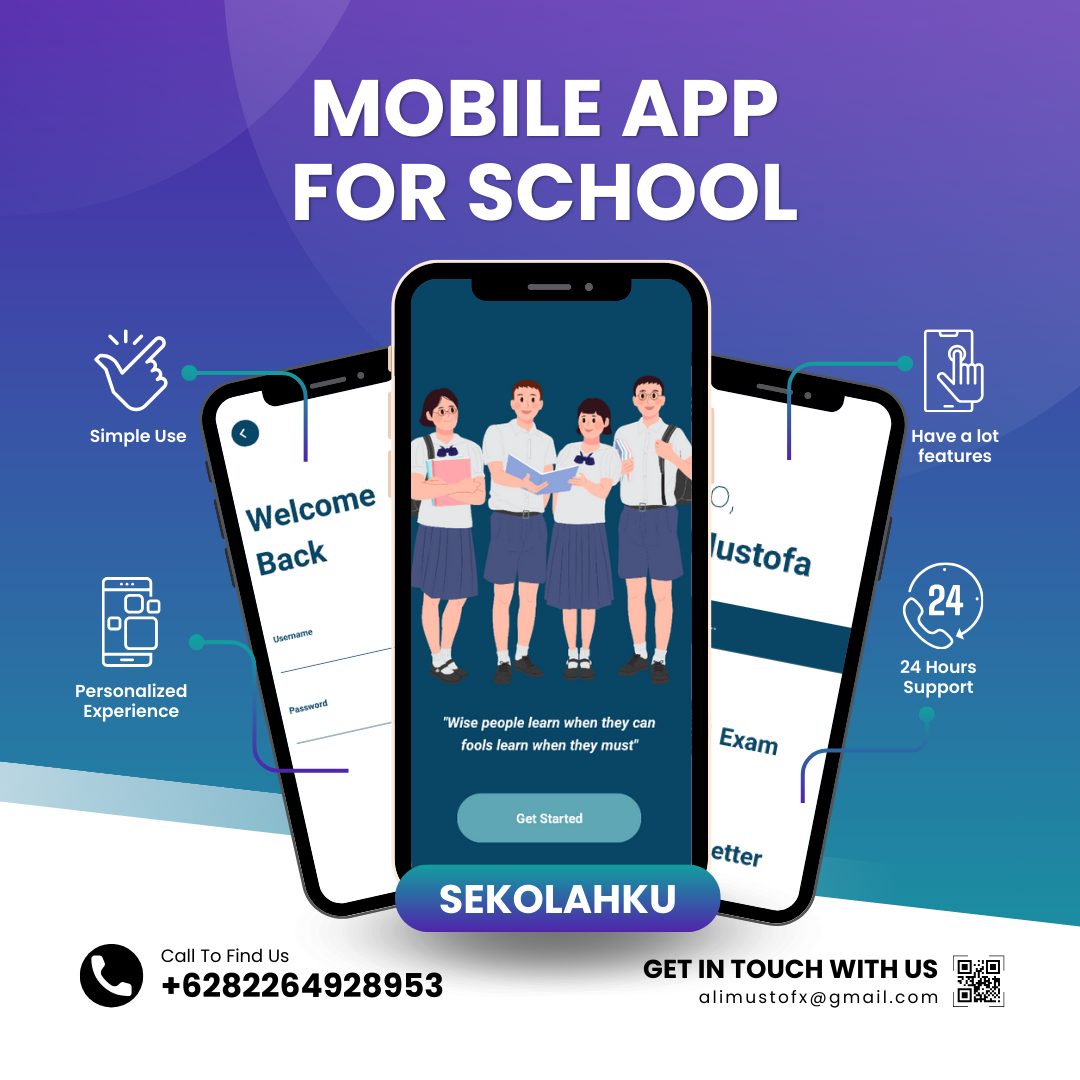 MOBILE APP
FOR SCHOOL
Simple Use
Have a lot
features
Personalized
Experience
24
24 Hours
Support
Welcome
Back
Username
Password
"Wise people learn when they can
fools learn when they must"
Get Started
O,
Mustofa
Exam
etter
SEKOLAHKU
Call To Find Us
+6282264928953
GET IN TOUCH WITH US
alimustofx@gmail.com